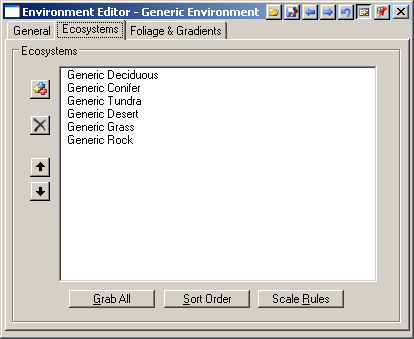 Environment Editor - Generic Environment
General Ecosystems Foliage & Gradients
Ecosystems
Generic Deciduous
Generic Conifer
Generic Tundra
Generic Desert
Generic Grass
Generic Rock
Grab All Sort Order Scale Rules